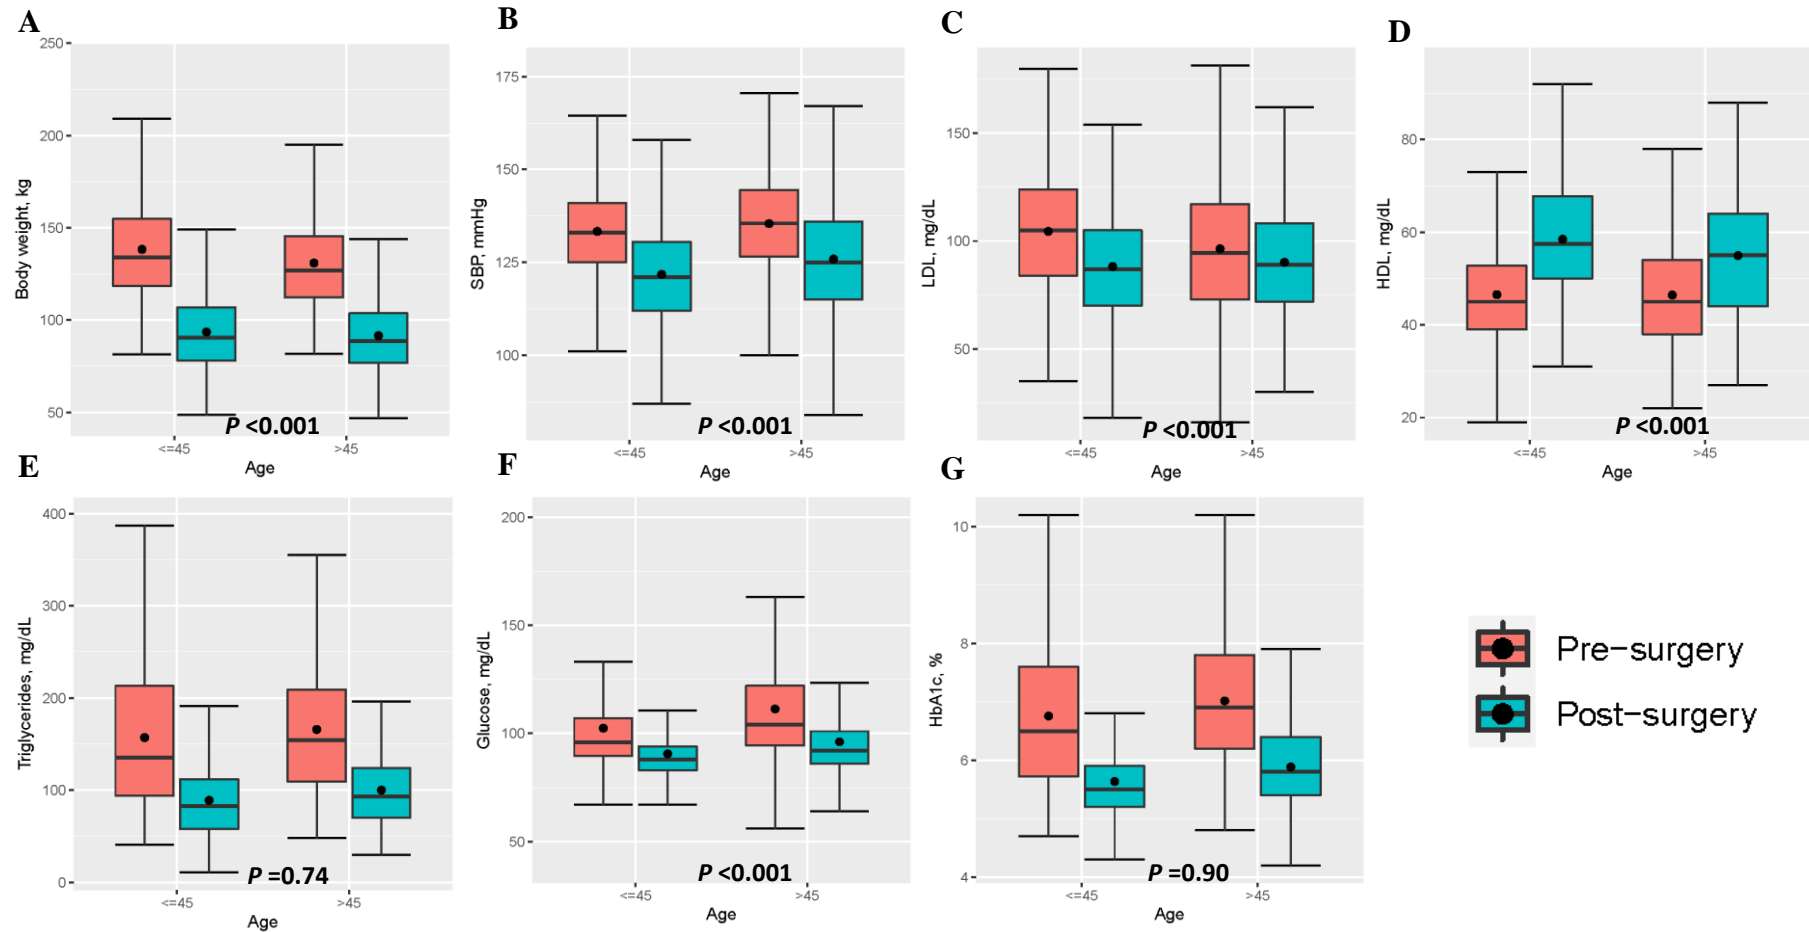 A
250
200
150
100
50
Body weight, kg
P <0.001
<=45
>45
Age
B
175
150
125
100
SBP, mmHg
P <0.001
<=45
>45
Age
C
150
100
50
LDL, mg/dL
P <0.001
<=45
>45
Age
D
80
60
40
20
HDL, mg/dL
P <0.001
<=45
>45
Age
E
400
300
200
100
0
Triglycerides, mg/dL
P =0.74
<=45
>45
Age
F
200
150
100
50
Glucose, mg/dL
P <0.001
<=45
>45
Age
G
10
8
6
4
HbA1c, %
P =0.90
<=45
>45
Age
Pre-surgery
Post-surgery